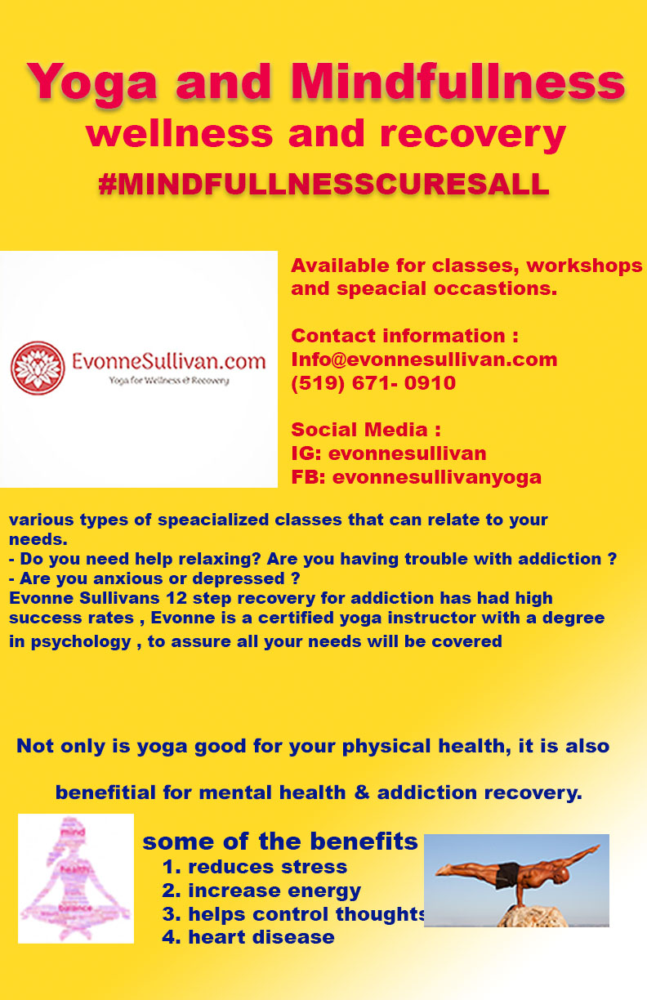 Yoga and Mindfullness
wellness and recovery
#MINDFULLNESSCURESALL
Available for classes, workshops
and speacial occastions.
Contact information :
Info@evonnesullivan.com
(519) 671- 0910
Social Media :
IG: evonnesullivan
FB: evonnesullivanyoga
EvonneSullivan.com
Yoga for Wellness & Recovery
various types of speacialized classes that can relate to your
needs.
- Do you need help relaxing? Are you having trouble with addiction ?
- Are you anxious or depressed ?
Evonne Sullivans 12 step recovery for addiction has had high
success rates , Evonne is a certified yoga instructor with a degree
in psychology , to assure all your needs will be covered
Not only is yoga good for your physical health, it is also
benefitial for mental health & addiction recovery.
some of the benefits
1. reduces stress
2. increase energy
3. helps control thoughts
4. heart disease
mind
health
balance